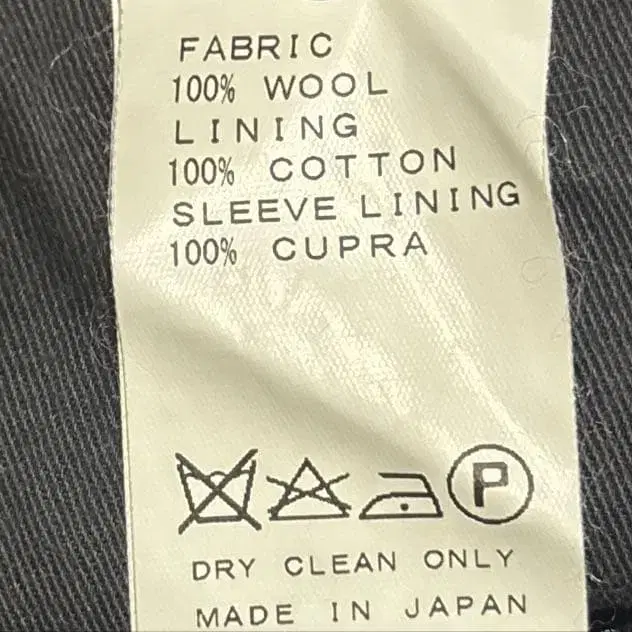 FABRIC
100% WOOL
LINING
100% COTTON
SLEEVE LINING
100% CUPRA
P
DRY CLEAN ONLY
MADE IN JAPAN